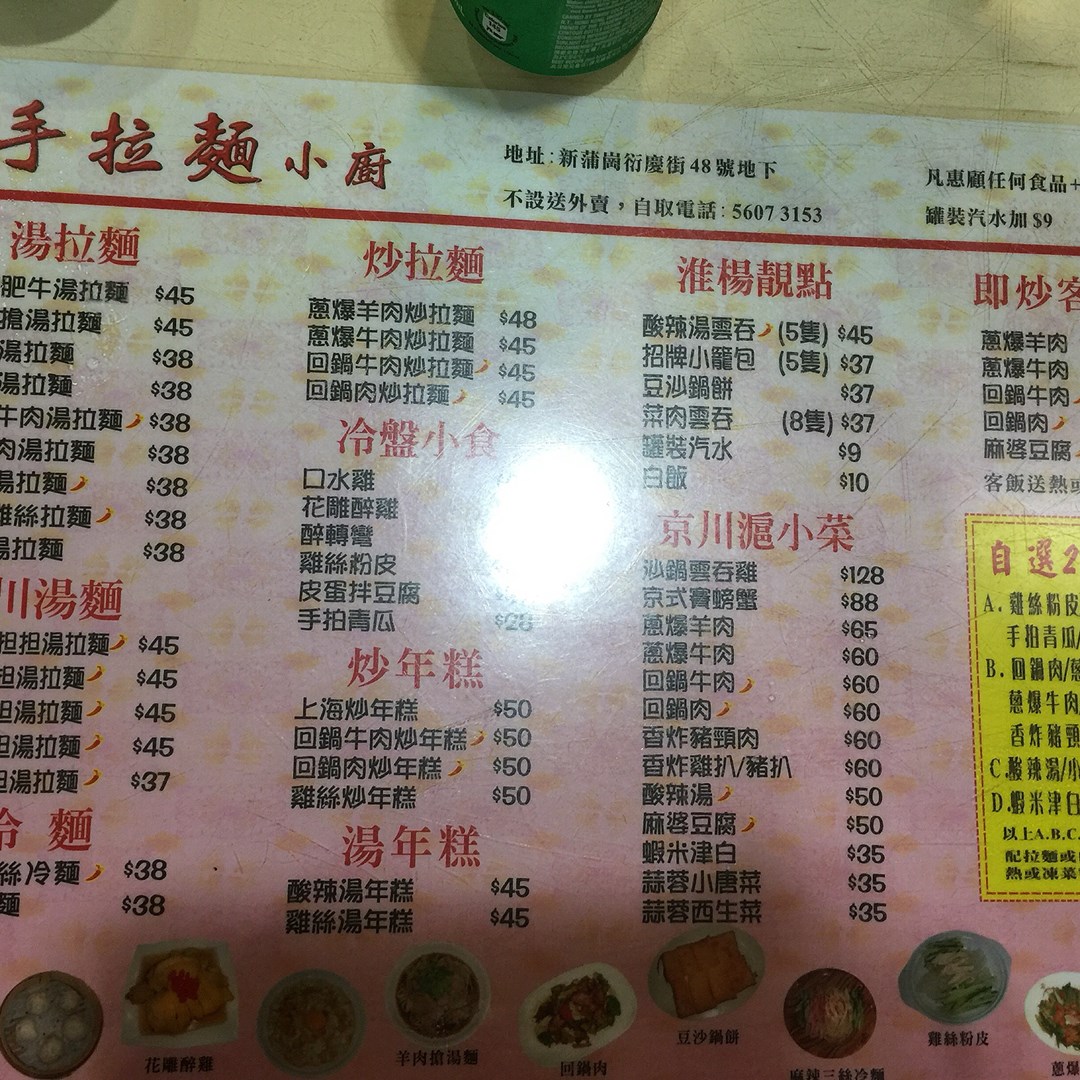 手拉麵小廚
地址:新蒲崗衍慶街48號地下
不設送外賣，自取電話:5607 3153
凡惠顧任何食品+
罐裝汽水加$9
湯拉麵
肥牛湯拉麵 $45
搶湯拉麵 $45
湯拉麵 $38
湯拉麵 $38
牛肉湯拉麵 $38
肉湯拉麵 $38
湯拉麵 $38
雞絲拉麵 $38
湯拉麵 $38
川湯麵
担担湯拉麵 $45
担湯拉麵 $45
担湯拉麵 $45
担湯拉麵 $45
担湯拉麵 $37
冷麵
絲冷麵 $38
麵 $38
炒拉麵
蔥爆羊肉炒拉麵 $48
蔥爆牛肉炒拉麵 $45
回鍋牛肉炒拉麵 $45
回鍋肉炒拉麵 $45
冷盤小食
口水雞
花雕醉雞
醉轉彎
雞絲粉皮
皮蛋拌豆腐
手拍青瓜 $28
炒年糕
上海炒年糕 $50
回鍋牛肉炒年糕 $50
回鍋肉炒年糕 $50
雞絲炒年糕 $50
湯年糕
酸辣湯年糕 $45
雞絲湯年糕 $45
淮楊靚點
酸辣湯雲吞 (5隻) $45
招牌小籠包 (5隻) $37
豆沙鍋餅 $37
菜肉雲吞 (8隻) $37
罐裝汽水 $9
白飯 $10
京川滬小菜
沙鍋雲吞雞 $128
京式賽螃蟹 $88
蔥爆羊肉 $65
蔥爆牛肉 $60
回鍋牛肉 $60
回鍋肉 $60
香炸豬頸肉 $60
香炸雞扒/豬扒 $60
酸辣湯 $50
麻婆豆腐 $50
蝦米津白 $35
蒜蓉小唐菜 $35
蒜蓉西生菜 $35
即炒客
蔥爆羊肉
蔥爆牛肉
回鍋牛肉
回鍋肉
麻婆豆腐
客飯送熱或
自選2
A.雞絲粉皮
手拍青瓜/
B.回鍋肉/蔥
蔥爆牛肉
香炸豬頸
C.酸辣湯/小
D.蝦米津白
以上A.B.C.
配拉麵或
熱或凍菜
花雕醉雞
羊肉搶湯麵
回鍋肉
豆沙鍋餅
麻辣三絲冷麵
雞絲粉皮
蔥爆